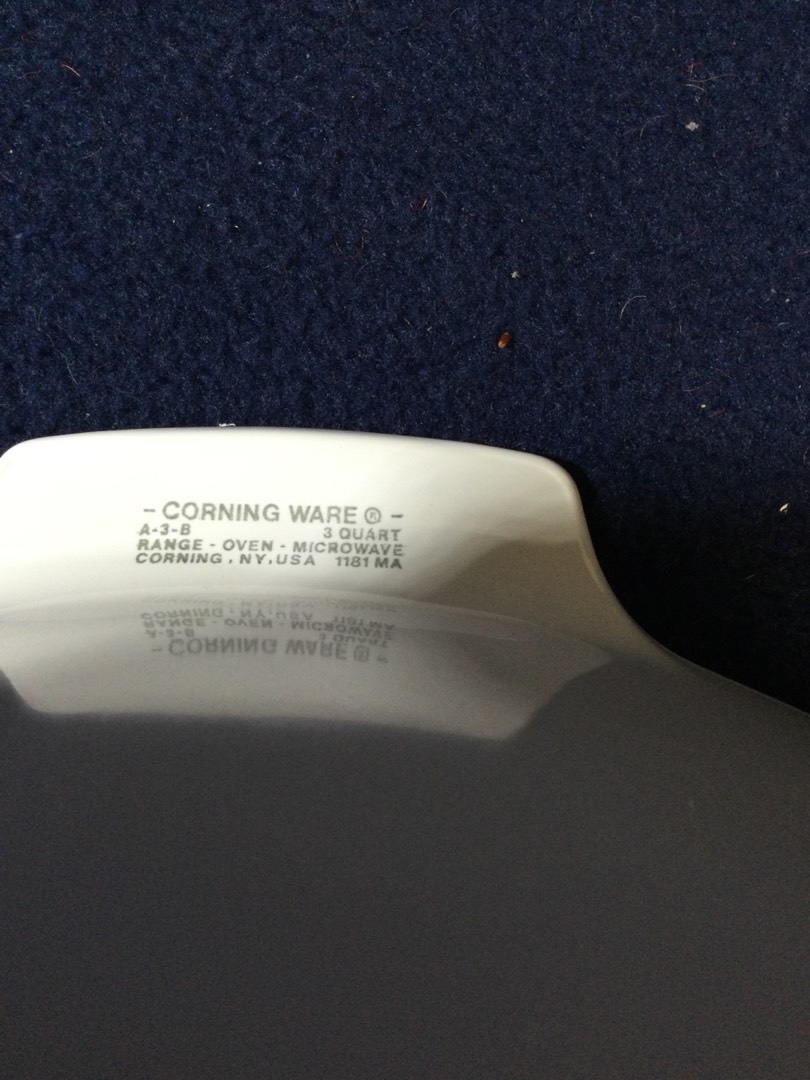 - CORNING WARE ® -
A-3-B 3 QUART
RANGE - OVEN - MICROWAVE
CORNING, NY, USA 1181 MA